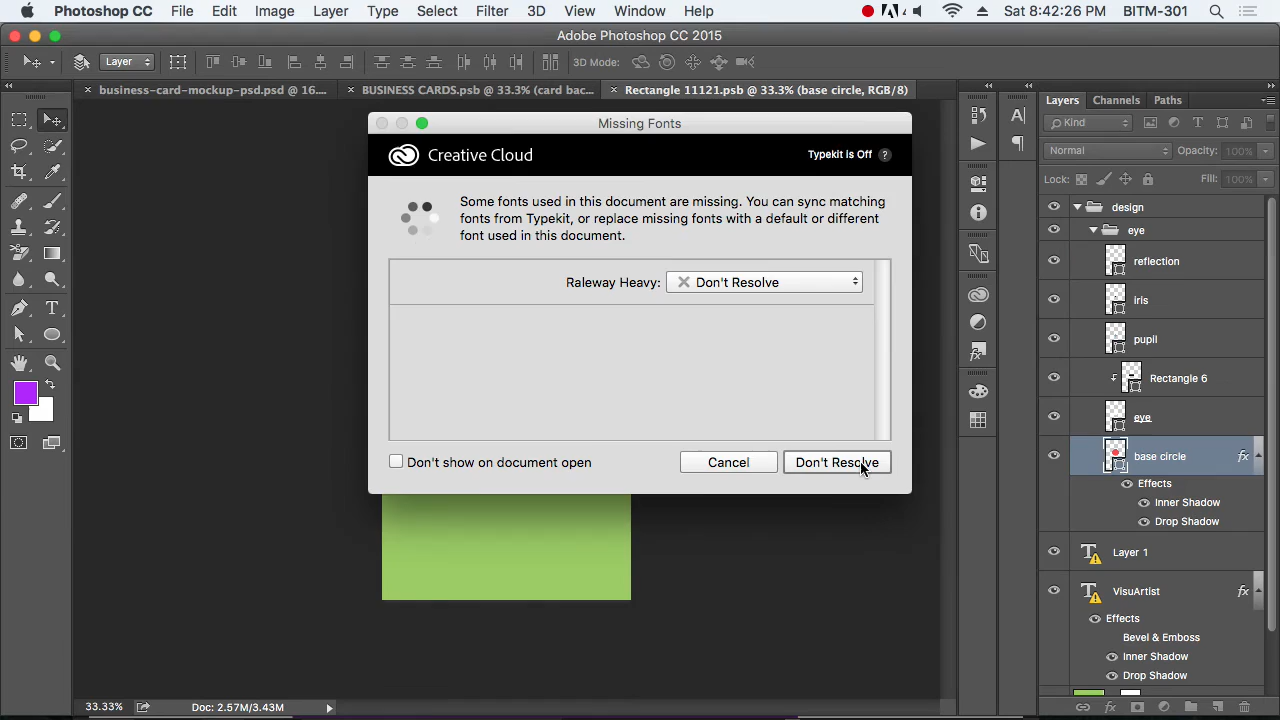 Photoshop CC File Edit Image Layer Type Select Filter 3D View Window Help Sat 8:42:26 PM BITM-301
Adobe Photoshop CC 2015
Layer 3D Mode:
business-card-mockup-psd.psd @ 16... BUSINESS CARDS.psb @ 33.3% (card bac... Rectangle 11121.psb @ 33.3% (base circle, RGB/8)
Missing Fonts
Creative Cloud
Typekit is Off ?
Some fonts used in this document are missing. You can sync matching
fonts from Typekit, or replace missing fonts with a default or different
font used in this document.
Raleway Heavy: Don't Resolve
Don't show on document open
Cancel
Don't Resolve
Layers Channels Paths
Kind
Normal Opacity: 100%
Lock: Fill: 100%
design
eye
reflection
iris
pupil
Rectangle 6
eye
base circle fx
Effects
Inner Shadow
Drop Shadow
Layer 1
VisuArtist fx
Effects
Bevel & Emboss
Inner Shadow
Drop Shadow
33.33% Doc: 2.57M/3.43M